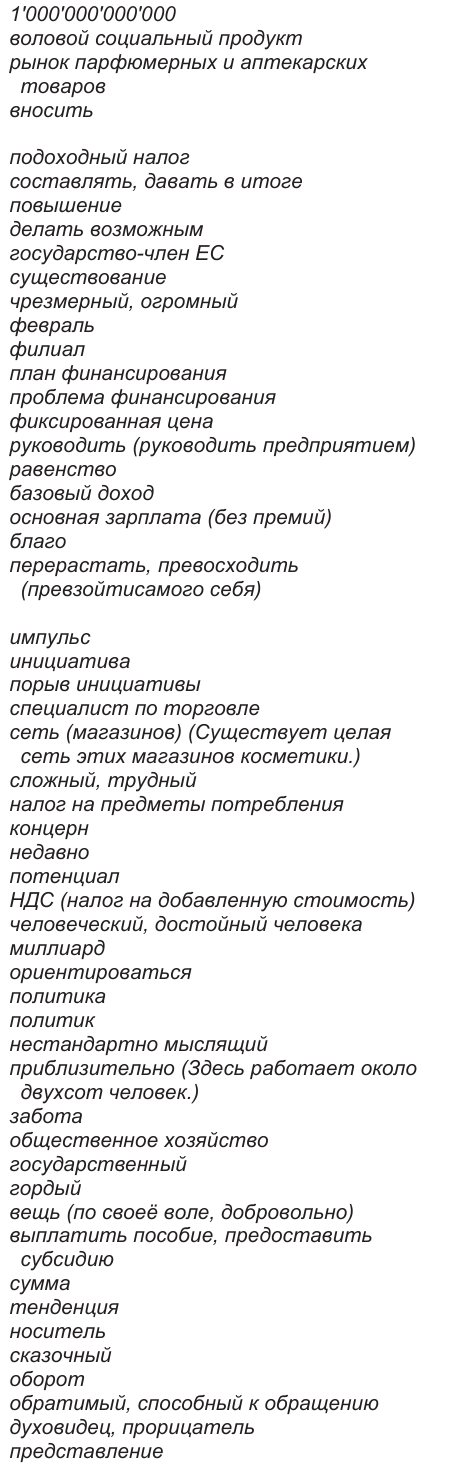 1'000'000'000'000
воловой социальный продукт
рынок парфюмерных и аптекарских
товаров
вносить
подоходный налог
составлять, давать в итоге
повышение
делать возможным
государство-член ЕС
существование
чрезмерный, огромный
февраль
филиал
план финансирования
проблема финансирования
фиксированная цена
руководить (руководить предприятием)
равенство
базовый доход
основная зарплата (без премий)
благо
перерастать, превосходить
(превзойтисамого себя)
импульс
инициатива
порыв инициативы
специалист по торговле
сеть (магазинов) (Существует целая
сеть этих магазинов косметики.)
сложный, трудный
налог на предметы потребления
концерн
недавно
потенциал
НДС (налог на добавленную стоимость)
человеческий, достойный человека
миллиард
ориентироваться
политика
политик
нестандартно мыслящий
приблизительно (Здесь работает около
двухсот человек.)
забота
общественное хозяйство
государственный
гордый
вещь (по своеё воле, добровольно)
выплатить пособие, предоставить
субсидию
сумма
тенденция
носитель
сказочный
оборот
обратимый, способный к обращению
духовидец, прорицатель
представление